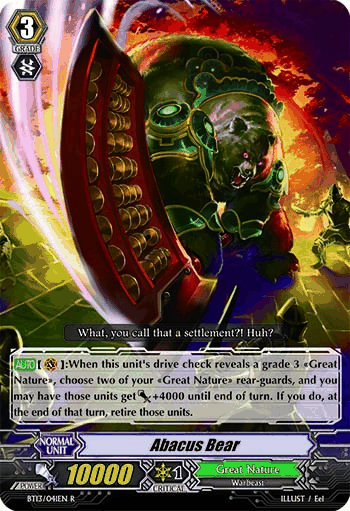 3
GRADE
What, you call that a settlement?! Huh?
AUTO [ ]:When this unit's drive check reveals a grade 3 «Great
Nature», choose two of your «Great Nature» rear-guards, and you
may have those units get +4000 until end of turn. If you do, at
the end of that turn, retire those units.
NORMAL UNIT
Abacus Bear
POWER 10000
1 CRITICAL
Great Nature
Warbeast
BT13/041EN R
ILLUST / Eel